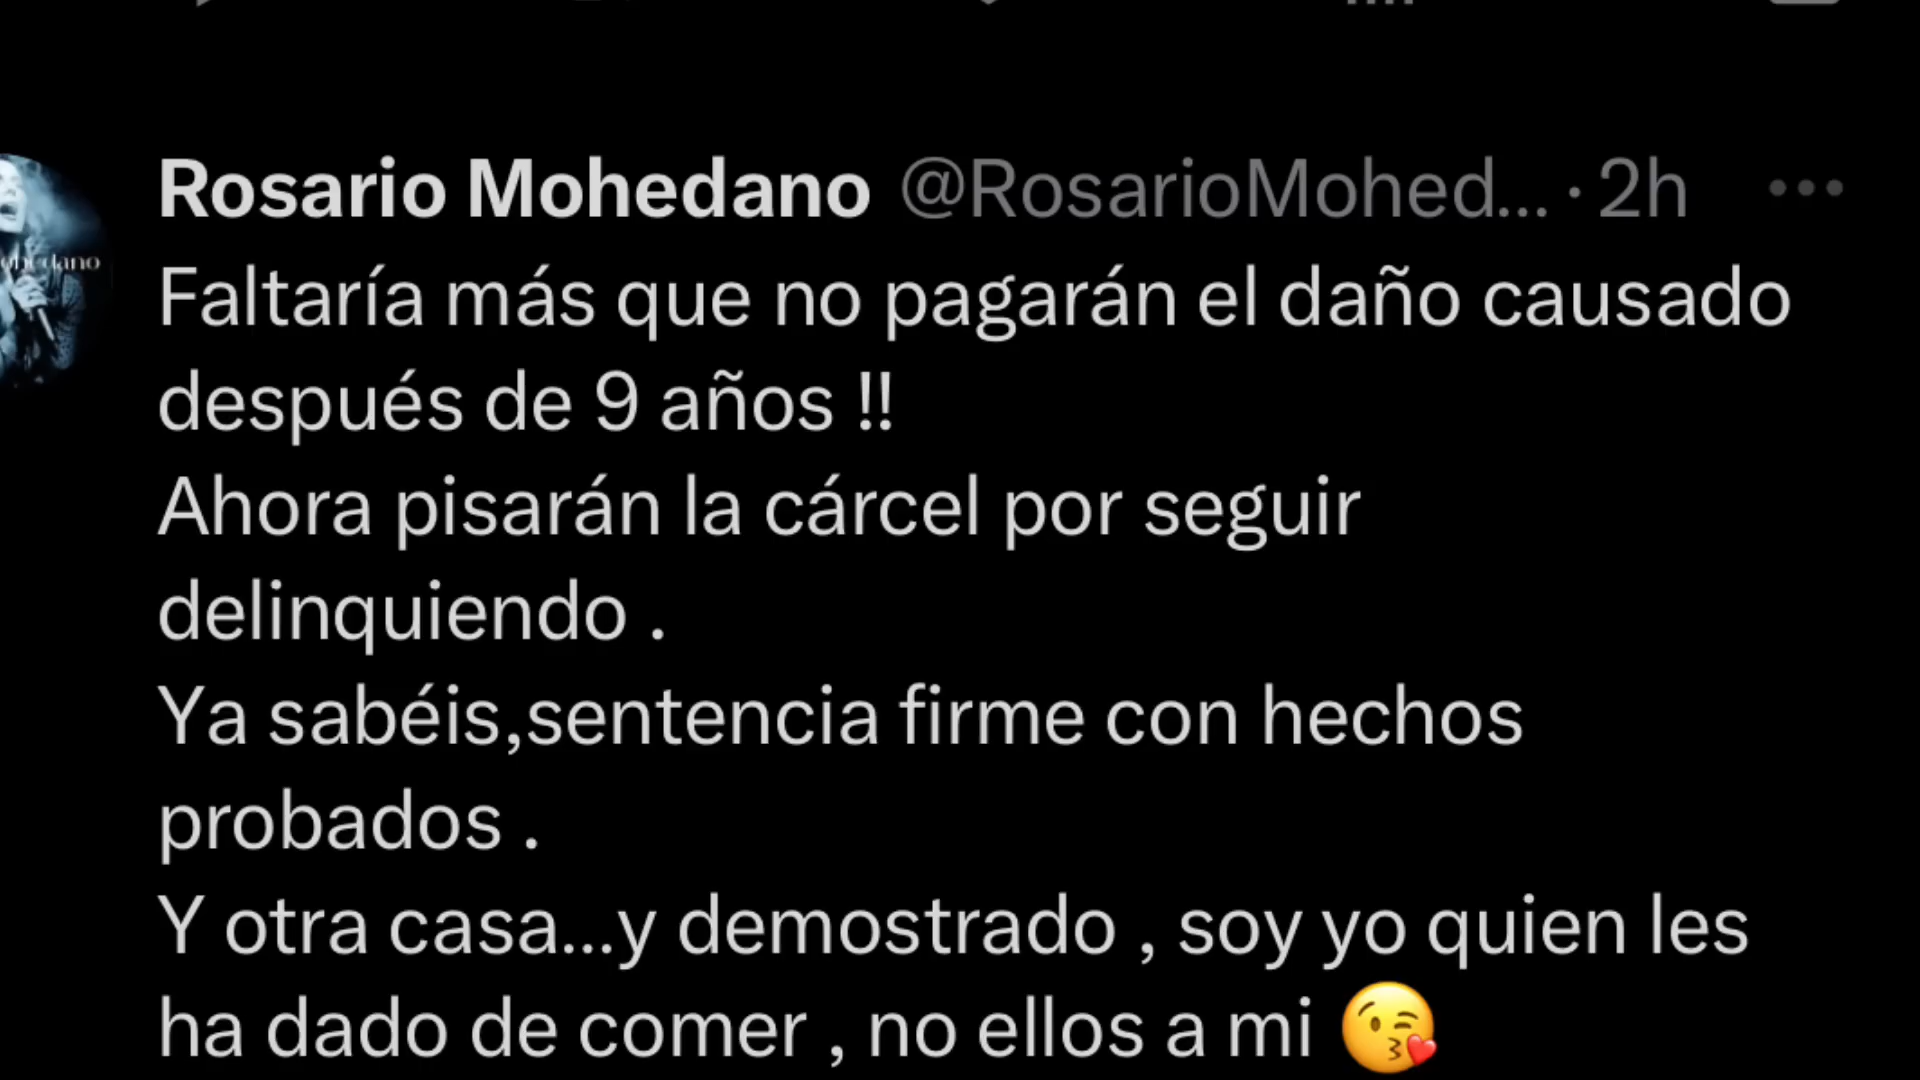 Rosario Mohedano @RosarioMohed... · 2h
Faltaría más que no pagarán el daño causado
después de 9 años !!
Ahora pisarán la cárcel por seguir
delinquiendo .
Ya sabéis,sentencia firme con hechos
probados .
Y otra casa...y demostrado , soy yo quien les
ha dado de comer , no ellos a mi 😘